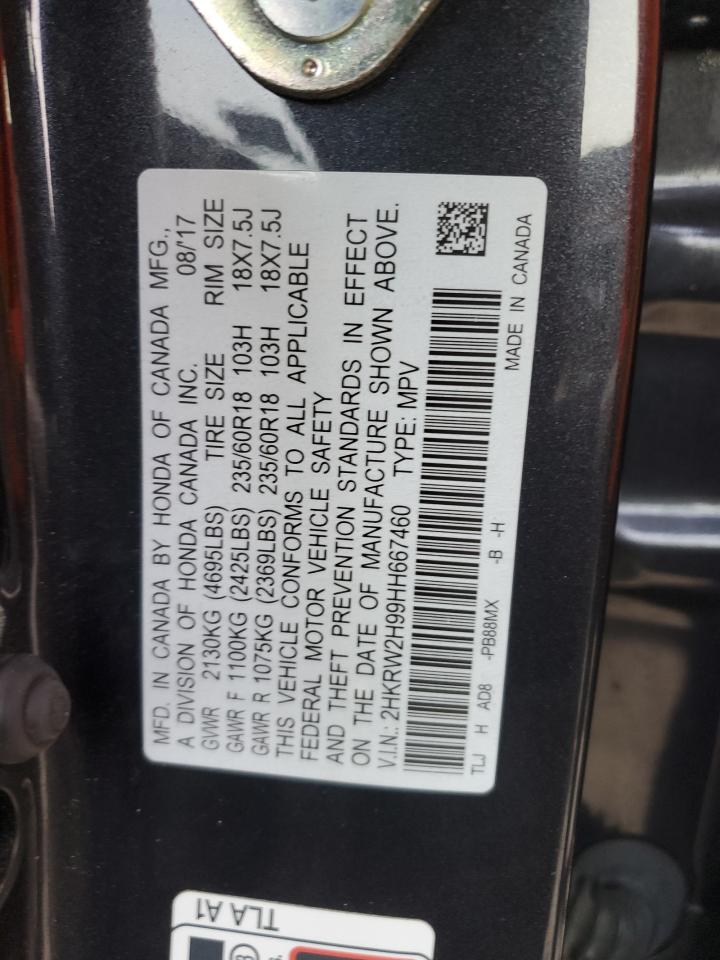 MFD. IN CANADA BY HONDA OF CANADA MFG.,
A DIVISION OF HONDA CANADA INC. 08/'17
GVWR 2130KG (4695LBS) TIRE SIZE RIM SIZE
GAWR F 1100KG (2425LBS) 235/60R18 103H 18X7.5J
GAWR R 1075KG (2369LBS) 235/60R18 103H 18X7.5J
THIS VEHICLE CONFORMS TO ALL APPLICABLE
FEDERAL MOTOR VEHICLE SAFETY
AND THEFT PREVENTION STANDARDS IN EFFECT
ON THE DATE OF MANUFACTURE SHOWN ABOVE.
V.I.N.: 2HKRW2H99HH667460 TYPE: MPV
TLJ H AD8 -PB88MX -B -H
MADE IN CANADA
TLA A1